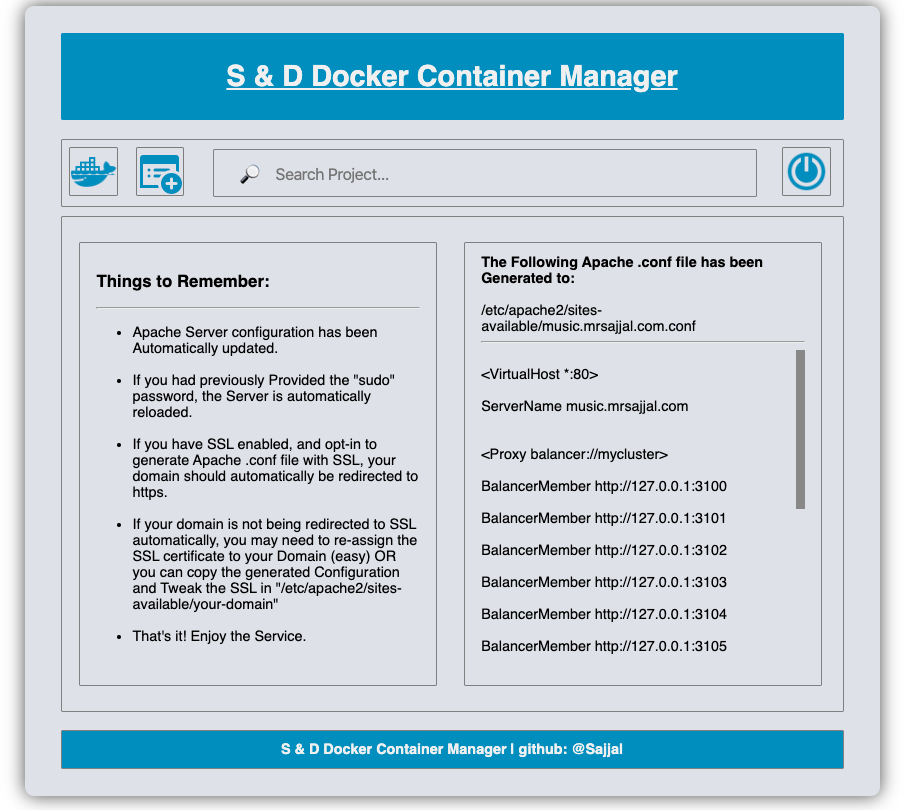 S & D Docker Container Manager
Search Project...
Things to Remember:
Apache Server configuration has been
Automatically updated.
If you had previously Provided the "sudo"
password, the Server is automatically
reloaded.
If you have SSL enabled, and opt-in to
generate Apache .conf file with SSL, your
domain should automatically be redirected to
https.
If your domain is not being redirected to SSL
automatically, you may need to re-assign the
SSL certificate to your Domain (easy) OR
you can copy the generated Configuration
and Tweak the SSL in "/etc/apache2/sites-
available/your-domain"
That's it! Enjoy the Service.
The Following Apache .conf file has been
Generated to:
/etc/apache2/sites-
available/music.mrsajjal.com.conf
<VirtualHost *:80>
ServerName music.mrsajjal.com
<Proxy balancer://mycluster>
BalancerMember http://127.0.0.1:3100
BalancerMember http://127.0.0.1:3101
BalancerMember http://127.0.0.1:3102
BalancerMember http://127.0.0.1:3103
BalancerMember http://127.0.0.1:3104
BalancerMember http://127.0.0.1:3105
S & D Docker Container Manager | github: @Sajjal